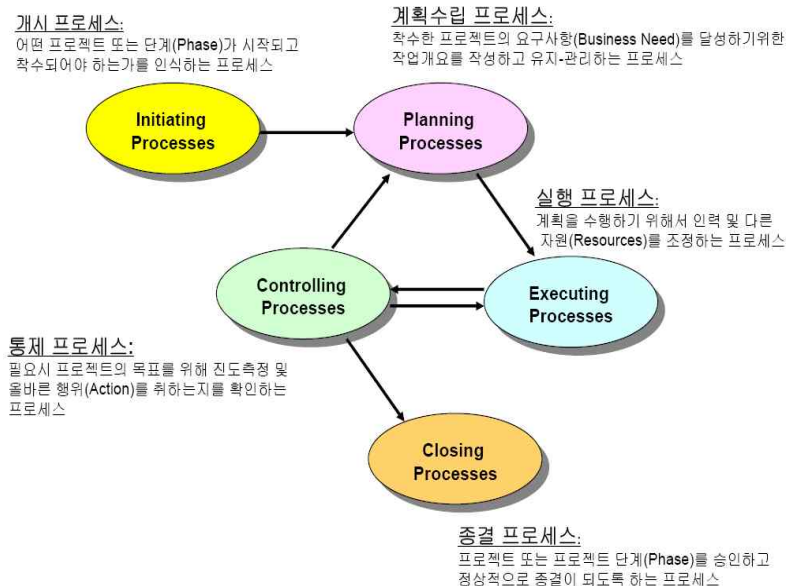 개시 프로세스:
어떤 프로젝트 또는 단계(Phase)가 시작되고
착수되어야 하는가를 인식하는 프로세스
계획수립 프로세스:
착수한 프로젝트의 요구사항(Business Need)를 달성하기위한
작업개요를 작성하고 유지-관리하는 프로세스
Initiating
Processes
Planning
Processes
실행 프로세스:
계획을 수행하기 위해서 인력 및 다른
자원(Resources)를 조정하는 프로세스
Controlling
Processes
Executing
Processes
통제 프로세스:
필요시 프로젝트의 목표를 위해 진도측정 및
올바른 행위(Action)를 취하는지를 확인하는
프로세스
Closing
Processes
종결 프로세스:
프로젝트 또는 프로젝트 단계(Phase)를 승인하고
정상적으로 종결이 되도록 하는 프로세스